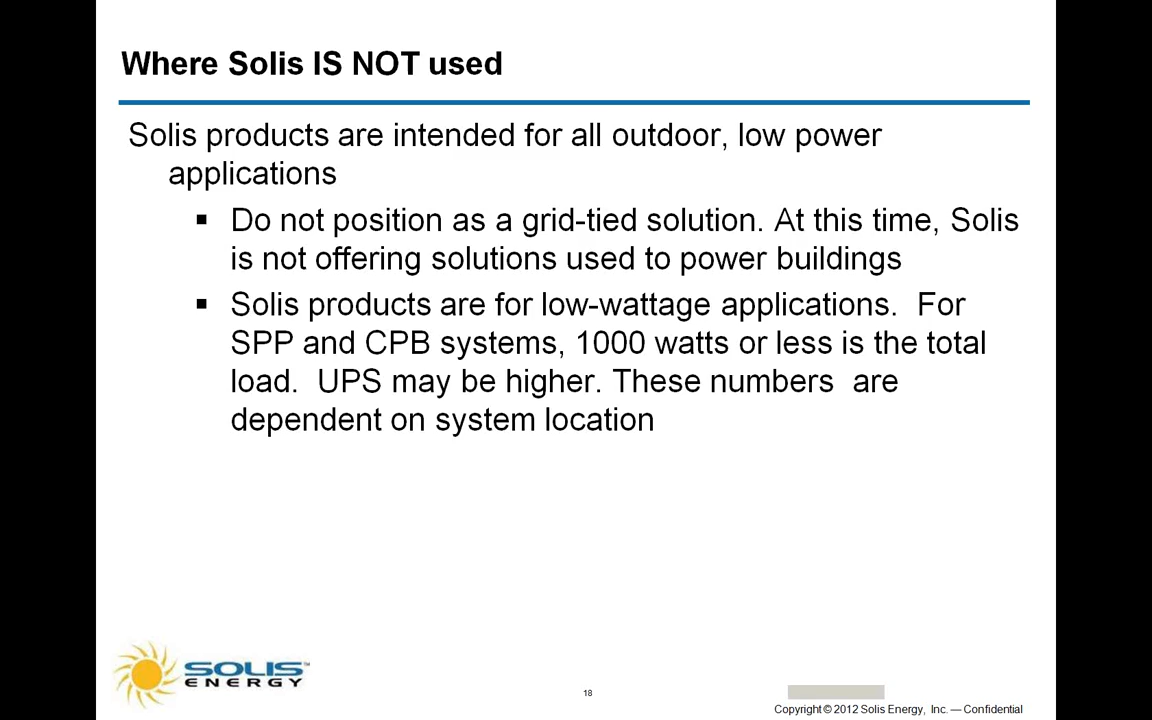 Where Solis IS NOT used
Solis products are intended for all outdoor, low power
applications
▪ Do not position as a grid-tied solution. At this time, Solis
is not offering solutions used to power buildings
▪ Solis products are for low-wattage applications.  For
SPP and CPB systems, 1000 watts or less is the total
load.  UPS may be higher. These numbers  are
dependent on system location
SOLIS™
ENERGY
18
Copyright © 2012 Solis Energy, Inc. — Confidential